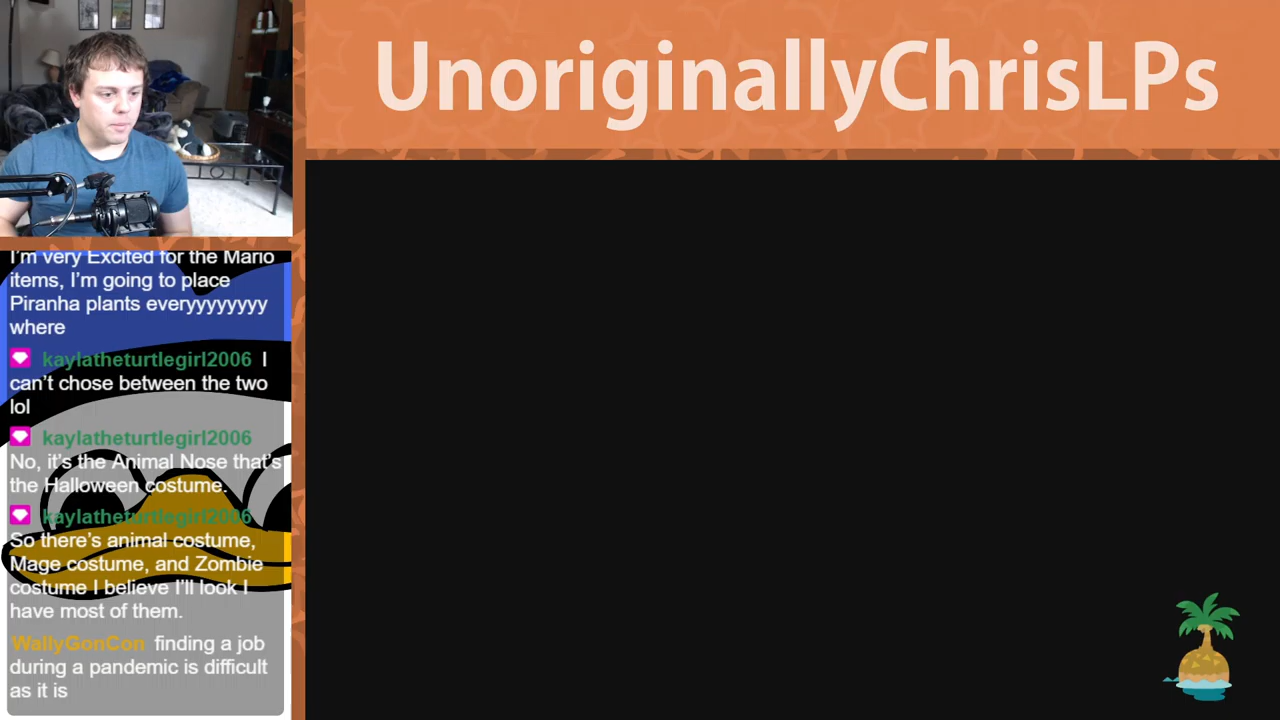 UnoriginallyChrisLPs
I'm very Excited for the Mario
items, I'm going to place
Piranha plants everyyyyyyyy
where
kaylatheturtlegirl2006 I
can't chose between the two
lol
kaylatheturtlegirl2006
No, it's the Animal Nose that's
the Halloween costume.
kaylatheturtlegirl2006
So there's animal costume,
Mage costume, and Zombie
costume I believe I'll look I
have most of them.
WallyGonCon finding a job
during a pandemic is difficult
as it is